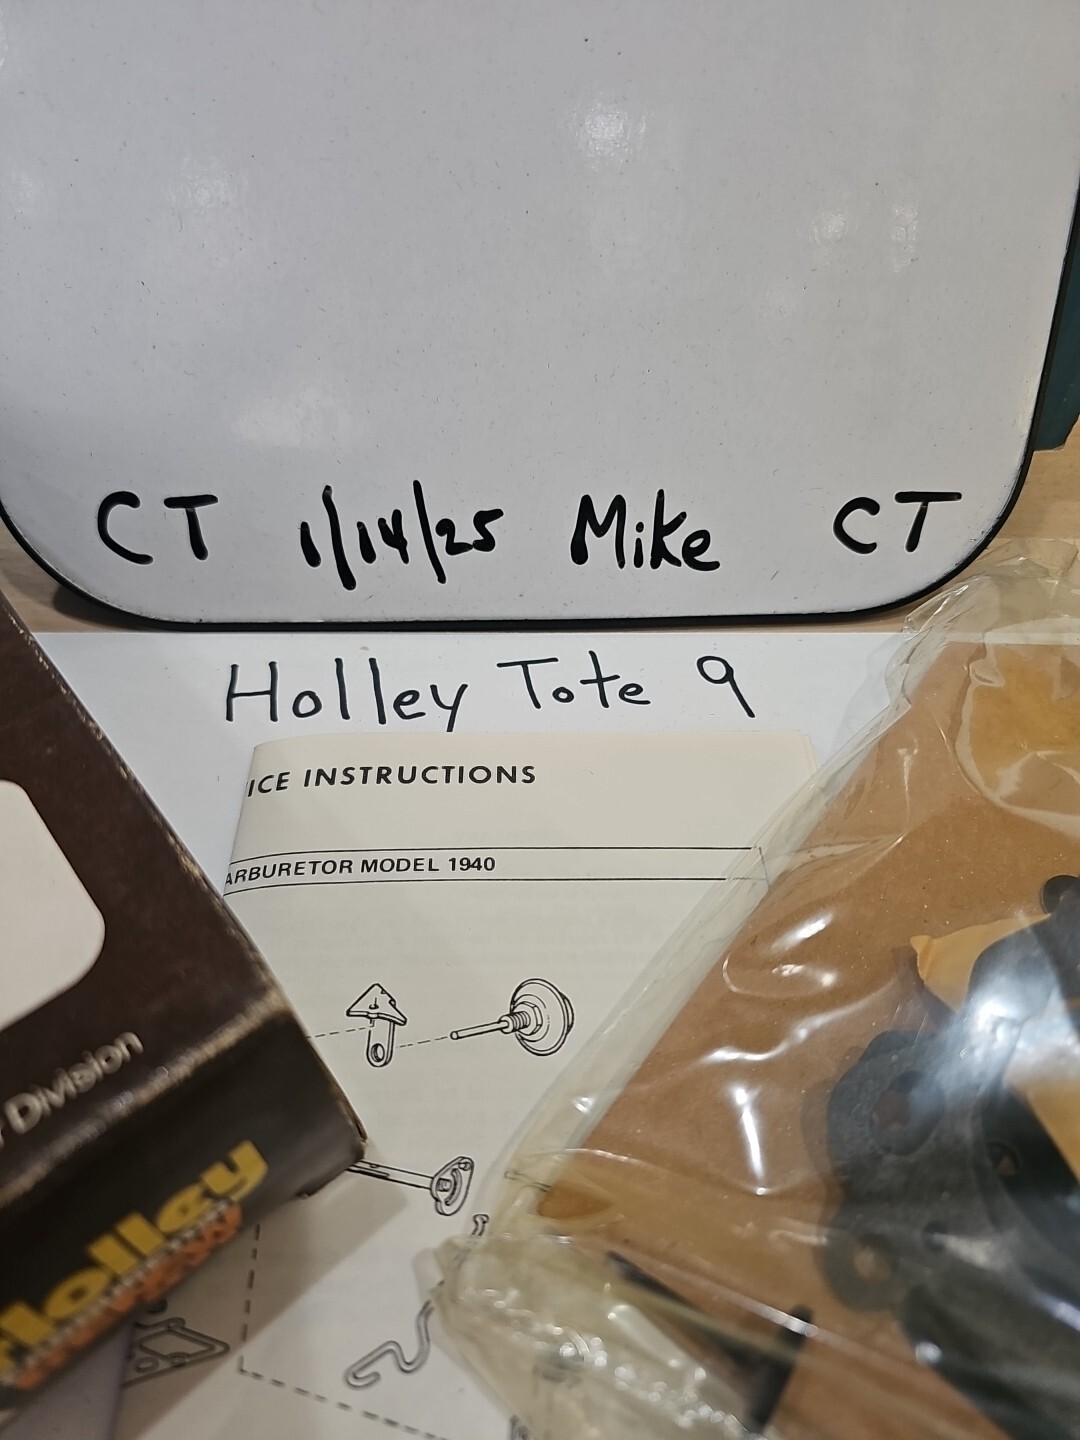 CT 1/14/25 Mike CT
Holley Tote 9
ICE INSTRUCTIONS
ARBURETOR MODEL 1940
Division
Holley